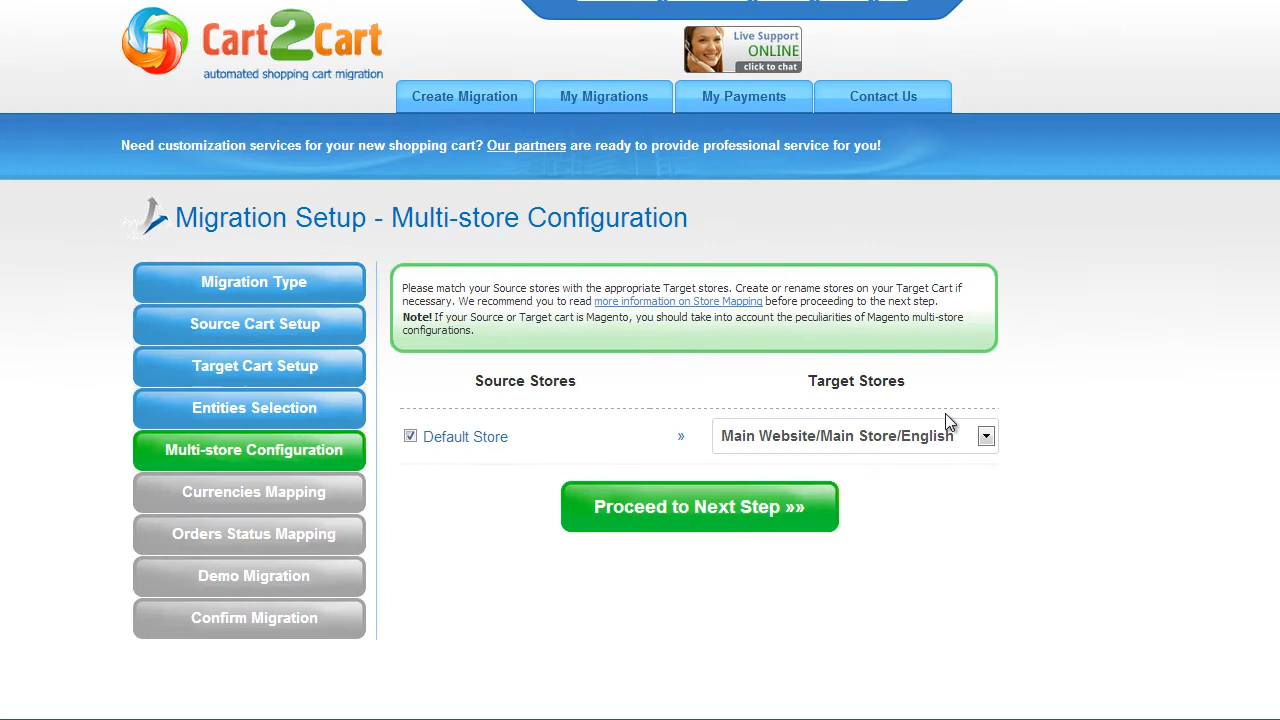 Cart2Cart
automated shopping cart migration
Live Support
ONLINE
click to chat
Create Migration
My Migrations
My Payments
Contact Us
Need customization services for your new shopping cart? Our partners are ready to provide professional service for you!
Migration Setup - Multi-store Configuration
Migration Type
Source Cart Setup
Target Cart Setup
Entities Selection
Multi-store Configuration
Currencies Mapping
Orders Status Mapping
Demo Migration
Confirm Migration
Please match your Source stores with the appropriate Target stores. Create or rename stores on your Target Cart if
necessary. We recommend you to read more information on Store Mapping before proceeding to the next step.
Note! If your Source or Target cart is Magento, you should take into account the peculiarities of Magento multi-store
configurations.
Source Stores
Target Stores
Default Store
»
Main Website/Main Store/English
Proceed to Next Step »»